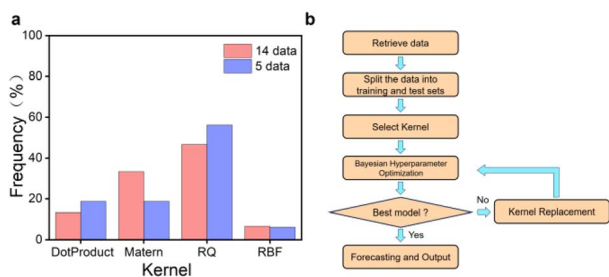 a
Frequency (%)
100
80
60
40
20
0
14 data
5 data
DotProduct Matern RQ RBF
Kernel
b
Retrieve data
Split the data into
training and test sets
Select Kernel
Bayesian Hyperparameter
Optimization
Best model ?
No
Kernel Replacement
Yes
Forecasting and Output